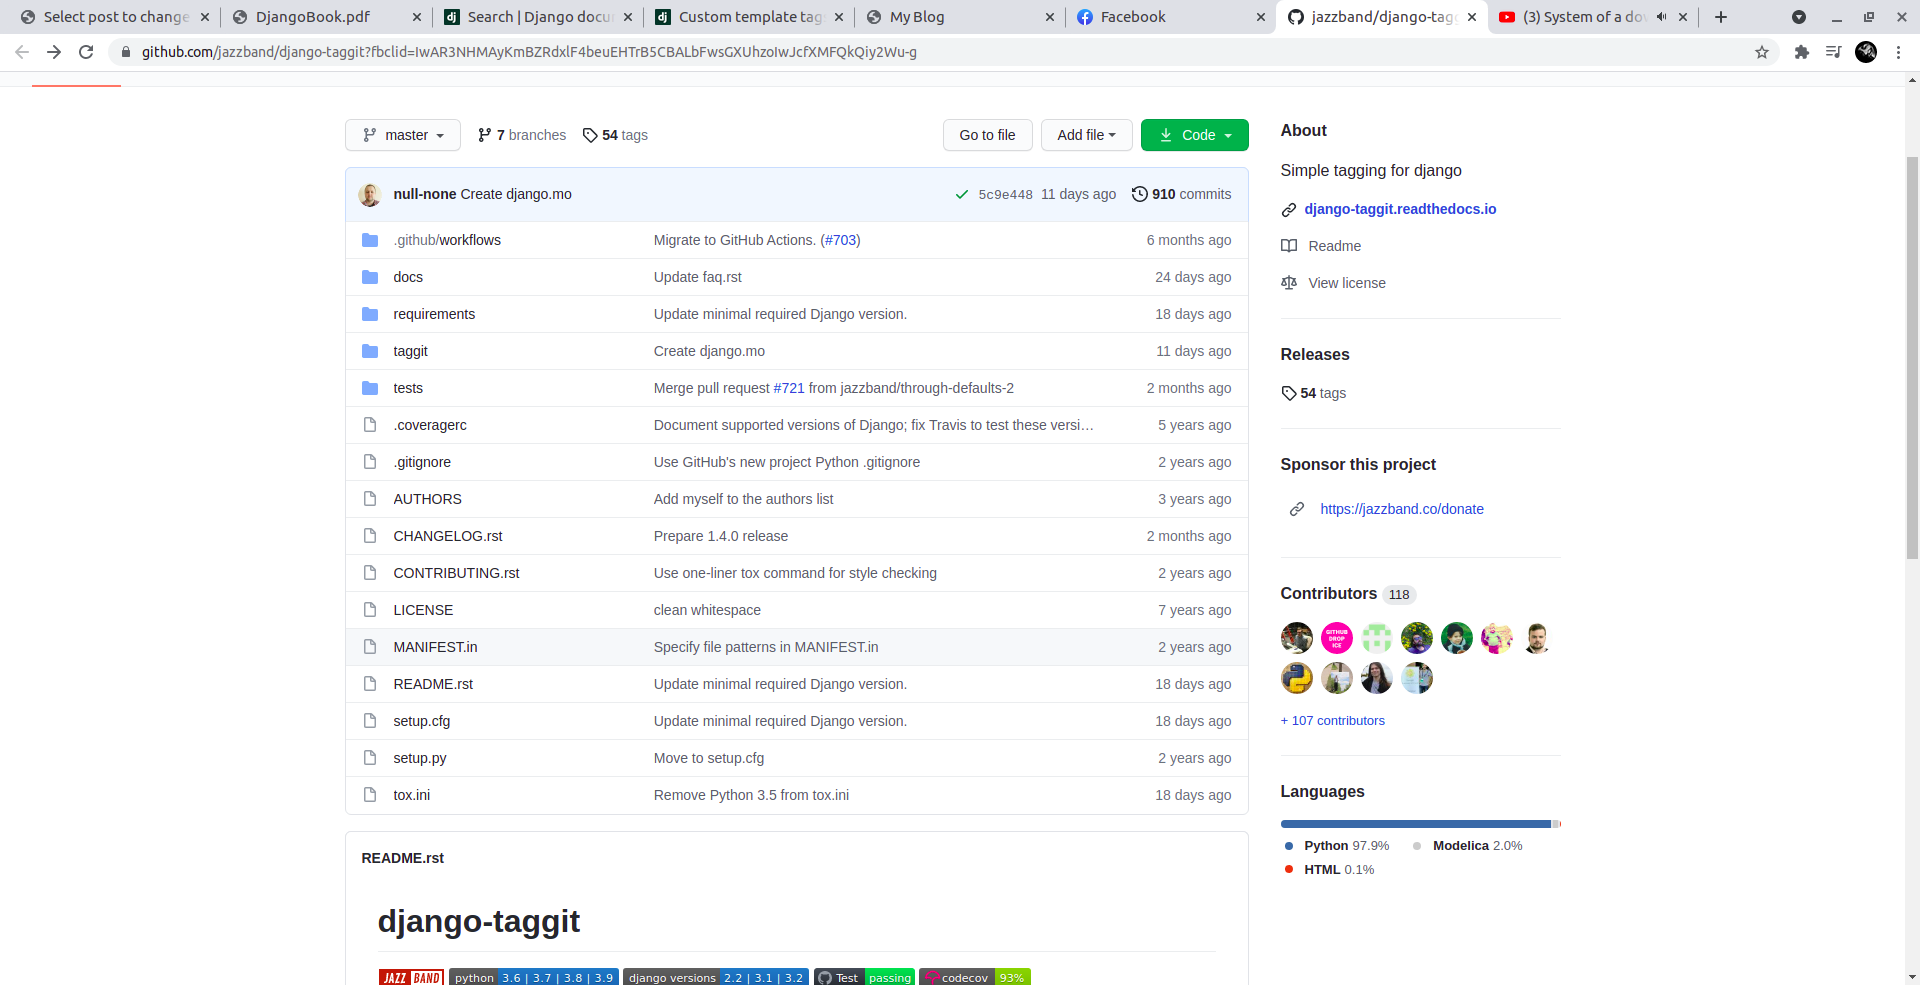 Select post to change
DjangoBook.pdf
Search | Django docu
Custom template tag
My Blog
Facebook
jazzband/django-tagg
(3) System of a dow
github.com/jazzband/django-taggit?fbclid=IwAR3NHMAyKmBZRdxlF4beuEHTrB5CBALbFwsGXUhzoIwJcfXMFQkQiy2Wu-g
master 7 branches 54 tags Go to file Add file Code
null-none Create django.mo 5c9e448 11 days ago 910 commits
.github/workflows Migrate to GitHub Actions. (#703) 6 months ago
docs Update faq.rst 24 days ago
requirements Update minimal required Django version. 18 days ago
taggit Create django.mo 11 days ago
tests Merge pull request #721 from jazzband/through-defaults-2 2 months ago
.coveragerc Document supported versions of Django; fix Travis to test these versi… 5 years ago
.gitignore Use GitHub's new project Python .gitignore 2 years ago
AUTHORS Add myself to the authors list 3 years ago
CHANGELOG.rst Prepare 1.4.0 release 2 months ago
CONTRIBUTING.rst Use one-liner tox command for style checking 2 years ago
LICENSE clean whitespace 7 years ago
MANIFEST.in Specify file patterns in MANIFEST.in 2 years ago
README.rst Update minimal required Django version. 18 days ago
setup.cfg Update minimal required Django version. 18 days ago
setup.py Move to setup.cfg 2 years ago
tox.ini Remove Python 3.5 from tox.ini 18 days ago
README.rst
django-taggit
JAZZ BAND python 3.6 | 3.7 | 3.8 | 3.9 django versions 2.2 | 3.1 | 3.2 Test passing codecov 93%
About
Simple tagging for django
django-taggit.readthedocs.io
Readme
View license
Releases
54 tags
Sponsor this project
https://jazzband.co/donate
Contributors 118
GITHUB
DROP
ICE
+ 107 contributors
Languages
Python 97.9% Modelica 2.0%
HTML 0.1%